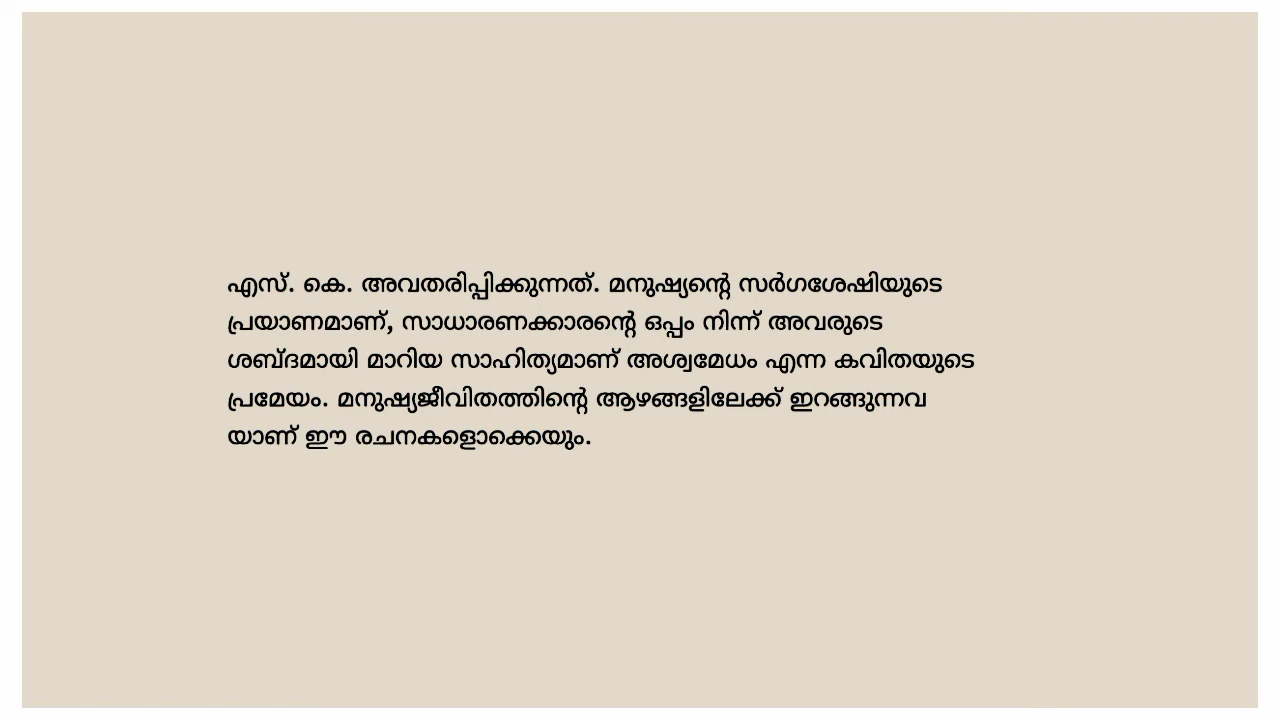 എസ്. കെ. അവതരിപ്പിക്കുന്നത്. മനുഷ്യന്റെ സർഗശേഷിയുടെ
പ്രയാണമാണ്, സാധാരണക്കാരന്റെ ഒപ്പം നിന്ന് അവരുടെ
ശബ്ദമായി മാറിയ സാഹിത്യമാണ് അശ്വമേധം എന്ന കവിതയുടെ
പ്രമേയം. മനുഷ്യജീവിതത്തിന്റെ ആഴങ്ങളിലേക്ക് ഇറങ്ങുന്നവ
യാണ് ഈ രചനകളൊക്കെയും.